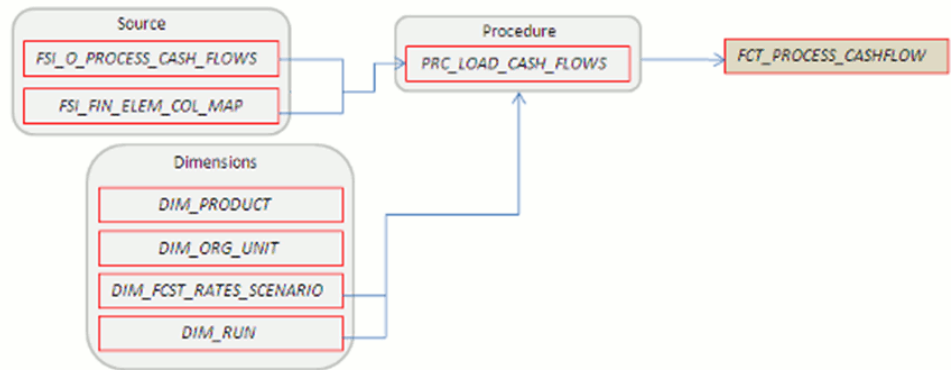 Source
FSI_O_PROCESS_CASH_FLOWS
FSI_FIN_ELEM_COL_MAP
Procedure
PRC_LOAD_CASH_FLOWS
FCT_PROCESS_CASHFLOW
Dimensions
DIM_PRODUCT
DIM_ORG_UNIT
DIM_FCST_RATES_SCENARIO
DIM_RUN